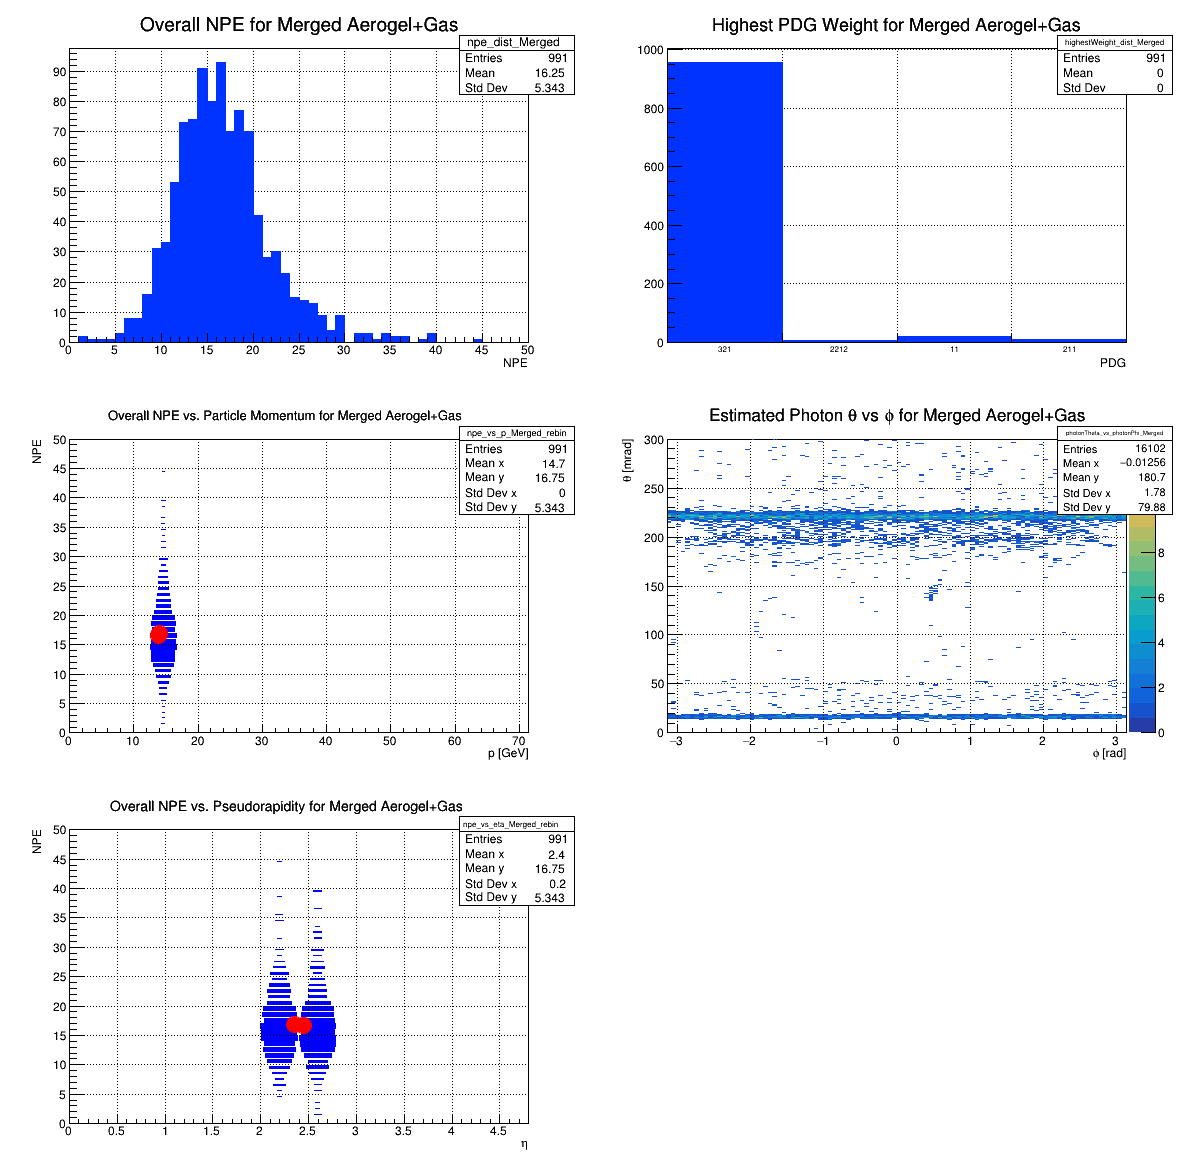 Overall NPE for Merged Aerogel+Gas
npe_dist_Merged
Entries 991
Mean 16.25
Std Dev 5.343
90
80
70
60
50
40
30
20
10
0
0 5 10 15 20 25 30 35 40 45 50
NPE
Highest PDG Weight for Merged Aerogel+Gas
highestWeight_dist_Merged
Entries 991
Mean 0
Std Dev 0
1000
800
600
400
200
0
321 2212 11 211
PDG
Overall NPE vs. Particle Momentum for Merged Aerogel+Gas
npe_vs_p_Merged_rebin
Entries 991
Mean x 14.7
Mean y 16.75
Std Dev x 0
Std Dev y 5.343
NPE
50
45
40
35
30
25
20
15
10
5
0
0 10 20 30 40 50 60 70
p [GeV]
Estimated Photon θ vs ϕ for Merged Aerogel+Gas
photonTheta_vs_photonPhi_Merged
Entries 16102
Mean x −0.01256
Mean y 180.7
Std Dev x 1.78
Std Dev y 79.88
θ [mrad]
300
250
200
150
100
50
0
−3 −2 −1 0 1 2 3
ϕ [rad]
8
6
4
2
0
Overall NPE vs. Pseudorapidity for Merged Aerogel+Gas
npe_vs_eta_Merged_rebin
Entries 991
Mean x 2.4
Mean y 16.75
Std Dev x 0.2
Std Dev y 5.343
NPE
50
45
40
35
30
25
20
15
10
5
0
0 0.5 1 1.5 2 2.5 3 3.5 4 4.5
η